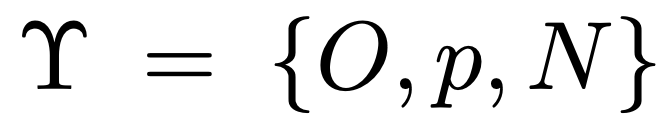 ϒ = {O, p, N}